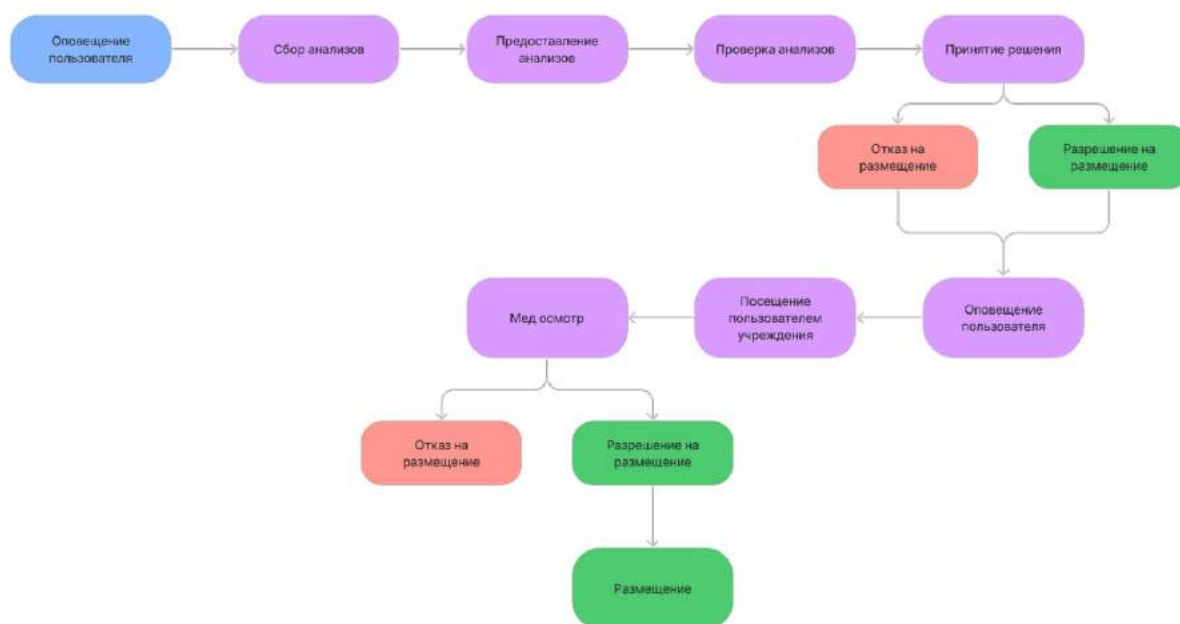 Оповещение
пользователя
Сбор анализов
Предоставление
анализов
Проверка анализов
Принятие решения
Отказ на
размещение
Разрешение на
размещение
Мед осмотр
Посещение
пользователем
учреждения
Оповещение
пользователя
Отказ на
размещение
Разрешение на
размещение
Размещение